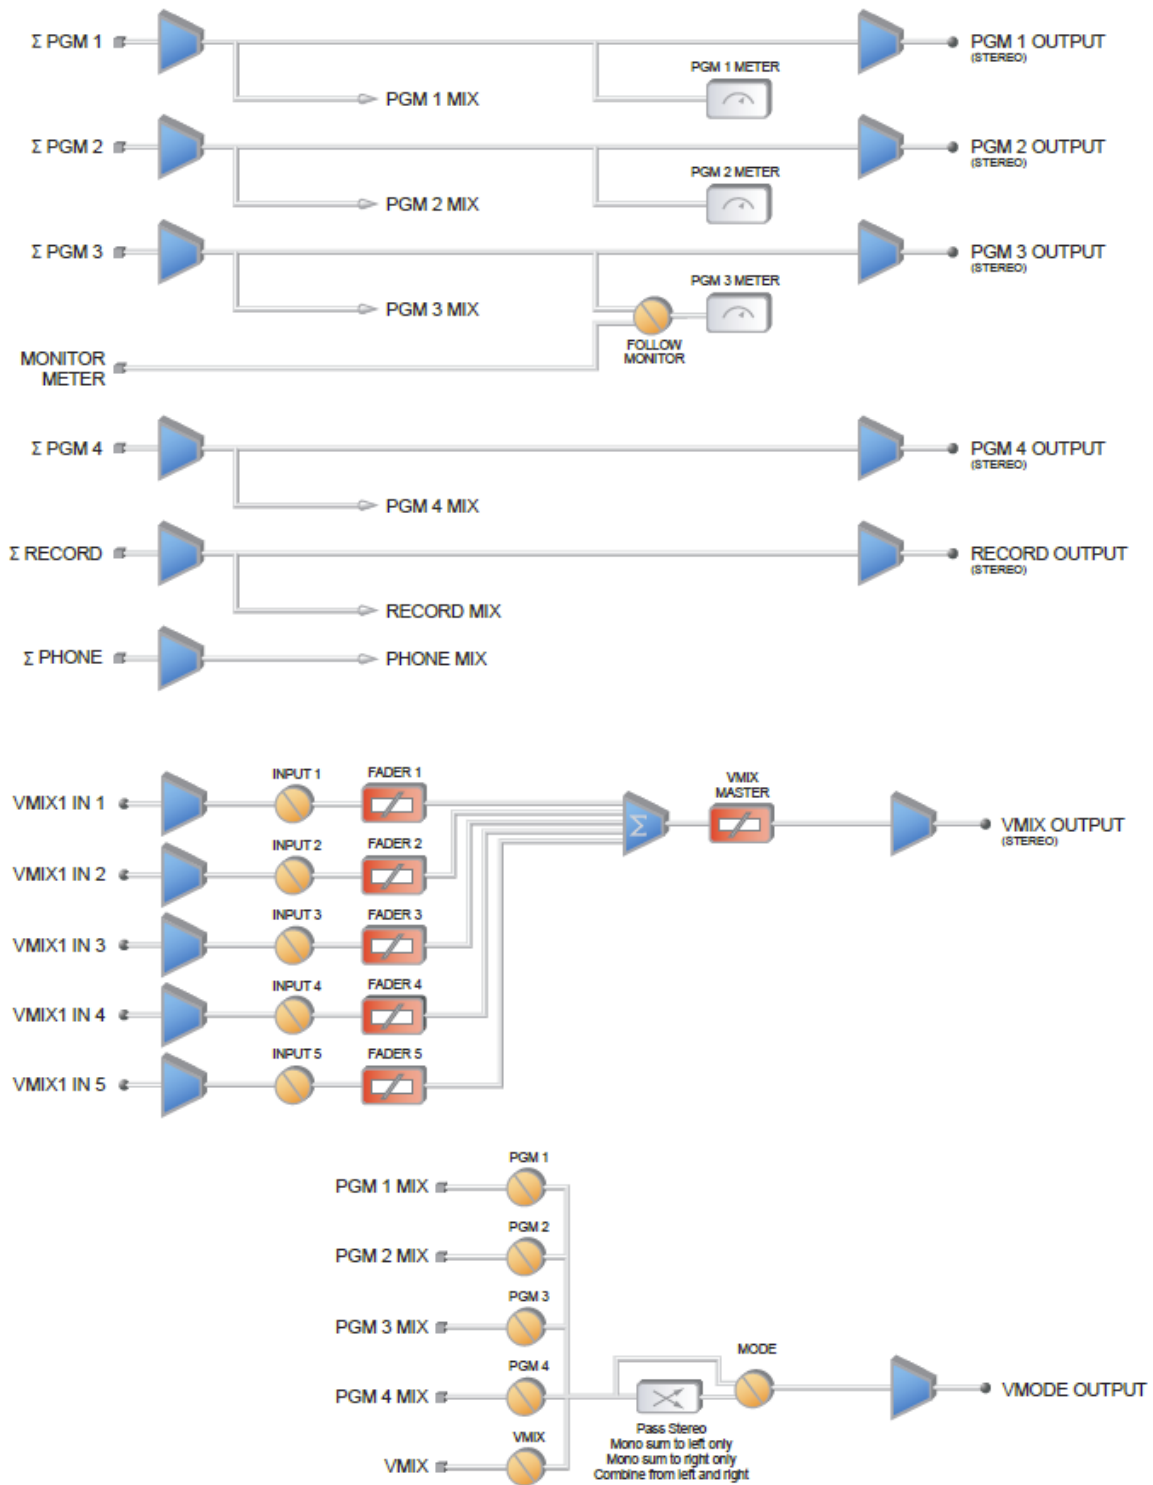 Σ PGM 1
PGM 1 OUTPUT
(STEREO)
PGM 1 METER
PGM 1 MIX
Σ PGM 2
PGM 2 OUTPUT
(STEREO)
PGM 2 METER
PGM 2 MIX
Σ PGM 3
PGM 3 OUTPUT
(STEREO)
PGM 3 METER
PGM 3 MIX
FOLLOW
MONITOR
MONITOR
METER
Σ PGM 4
PGM 4 OUTPUT
(STEREO)
PGM 4 MIX
Σ RECORD
RECORD OUTPUT
(STEREO)
RECORD MIX
Σ PHONE
PHONE MIX
VMIX1 IN 1
INPUT 1
FADER 1
Σ
VMIX
MASTER
VMIX OUTPUT
(STEREO)
VMIX1 IN 2
INPUT 2
FADER 2
VMIX1 IN 3
INPUT 3
FADER 3
VMIX1 IN 4
INPUT 4
FADER 4
VMIX1 IN 5
INPUT 5
FADER 5
PGM 1
PGM 1 MIX
PGM 2
PGM 2 MIX
PGM 3
PGM 3 MIX
PGM 4
PGM 4 MIX
MODE
VMODE OUTPUT
VMIX
VMIX
Pass Stereo
Mono sum to left only
Mono sum to right only
Combine from left and right